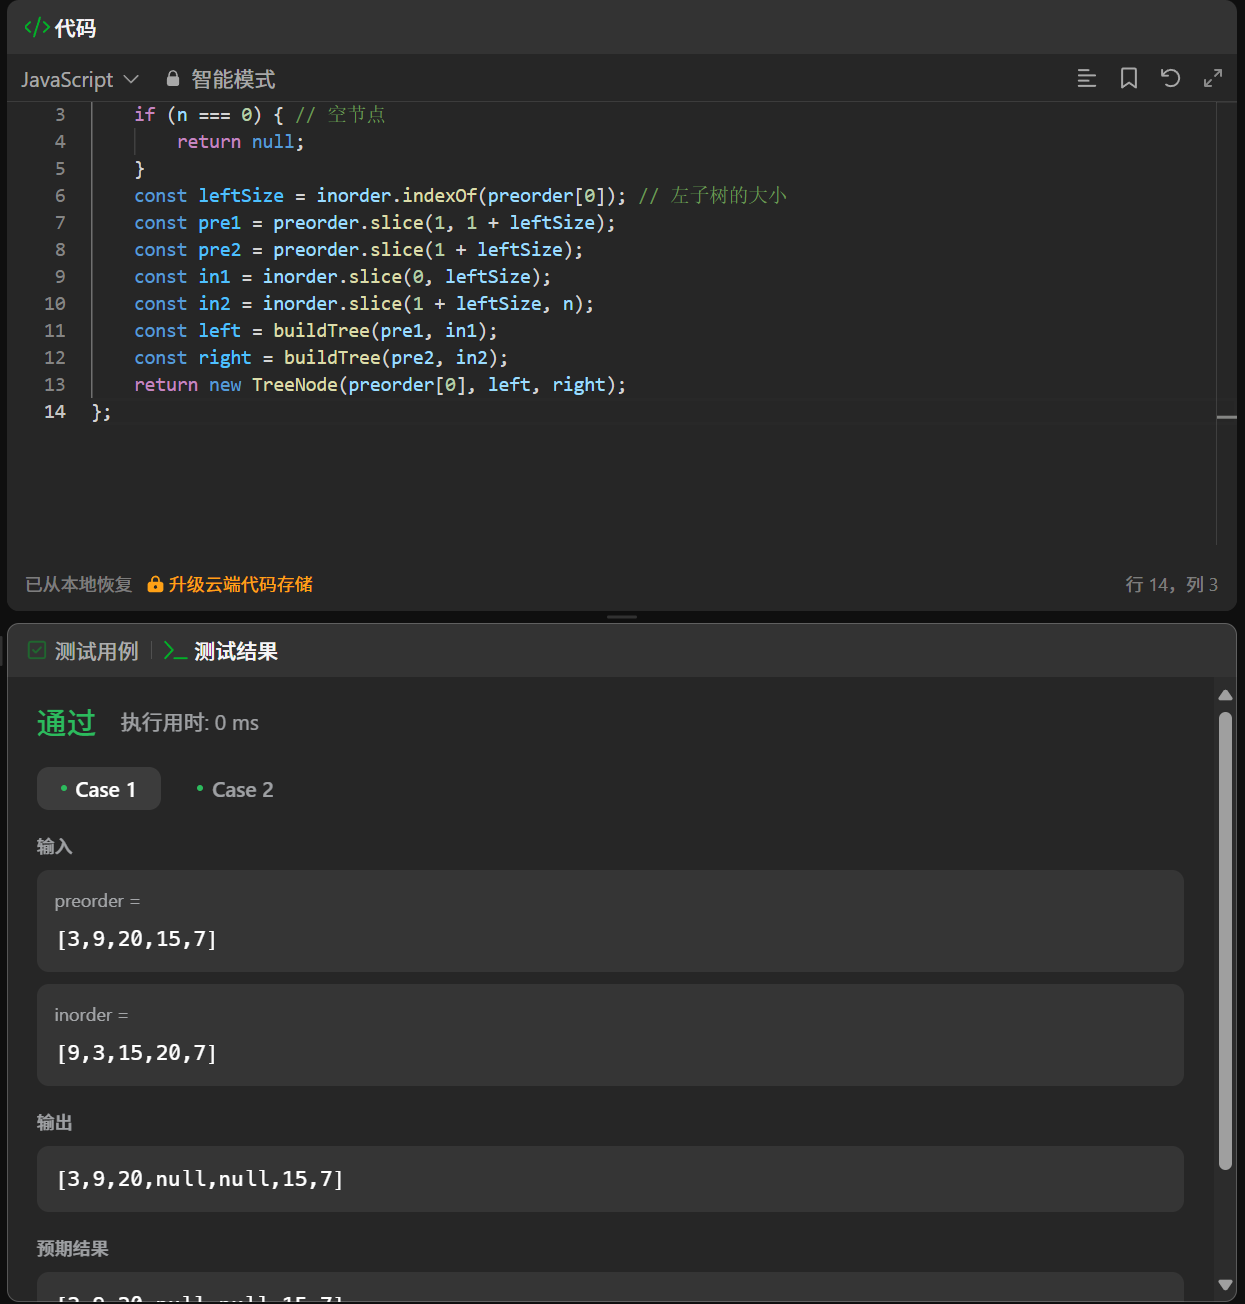 </> 代码
JavaScript 智能模式
3 if (n === 0) { // 空节点
4 return null;
5 }
6 const leftSize = inorder.indexOf(preorder[0]); // 左子树的大小
7 const pre1 = preorder.slice(1, 1 + leftSize);
8 const pre2 = preorder.slice(1 + leftSize);
9 const in1 = inorder.slice(0, leftSize);
10 const in2 = inorder.slice(1 + leftSize, n);
11 const left = buildTree(pre1, in1);
12 const right = buildTree(pre2, in2);
13 return new TreeNode(preorder[0], left, right);
14 };
已从本地恢复 升级云端代码存储 行 14，列 3
测试用例 | >_ 测试结果
通过 执行用时: 0 ms
• Case 1 • Case 2
输入
preorder =
[3,9,20,15,7]
inorder =
[9,3,15,20,7]
输出
[3,9,20,null,null,15,7]
预期结果
[3,9,20,null,null,15,7]